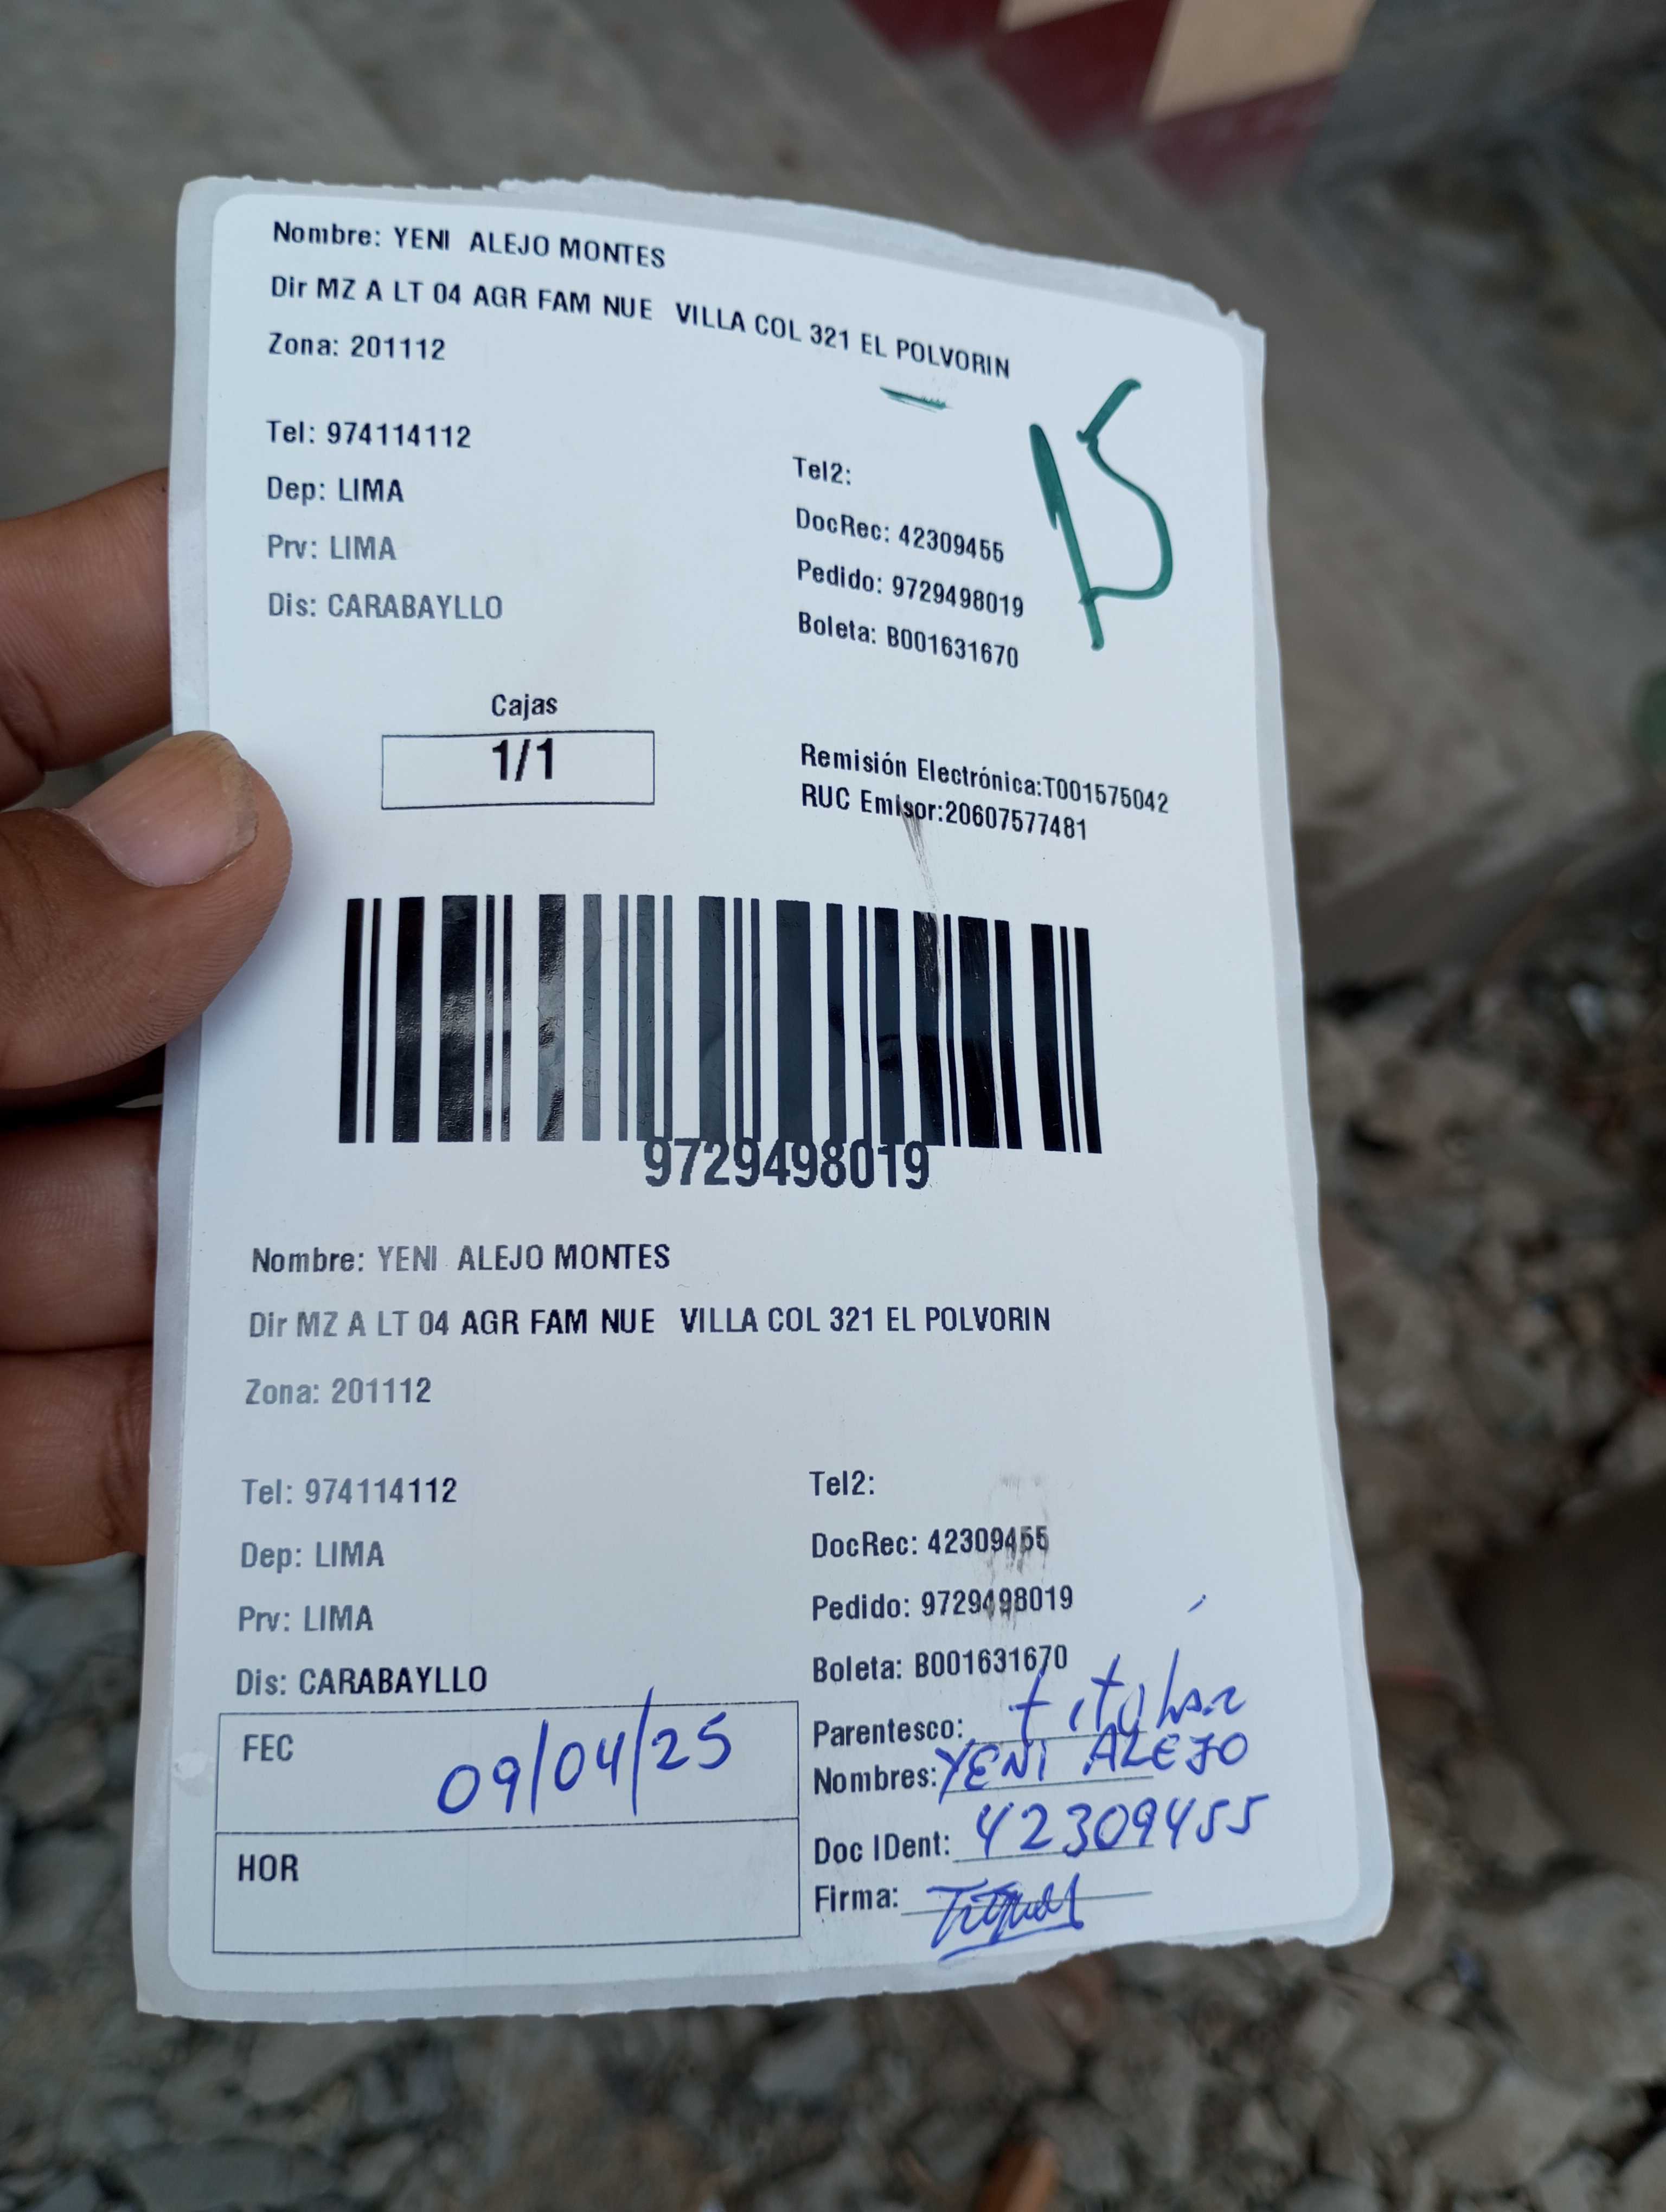 Nombre: YENI ALEJO MONTES
Dir MZ A LT 04 AGR FAM NUE VILLA COL 321 EL POLVORIN
Zona: 201112
15
Tel: 974114112
Tel2:
Dep: LIMA
DocRec: 42309455
Prv: LIMA
Pedido: 9729498019
Dis: CARABAYLLO
Boleta: B001631670
Cajas
1/1
Remisión Electrónica:T001575042
RUC Emisor:20607577481
9729498019
Nombre: YENI ALEJO MONTES
Dir MZ A LT 04 AGR FAM NUE VILLA COL 321 EL POLVORIN
Zona: 201112
Tel: 974114112
Tel2:
Dep: LIMA
DocRec: 42309455
Prv: LIMA
Pedido: 9729498019
Dis: CARABAYLLO
Boleta: B001631670
FEC 09/04/25
HOR
Parentesco: titular
Nombres: YENI ALEJO
Doc IDent: 42309455
Firma: